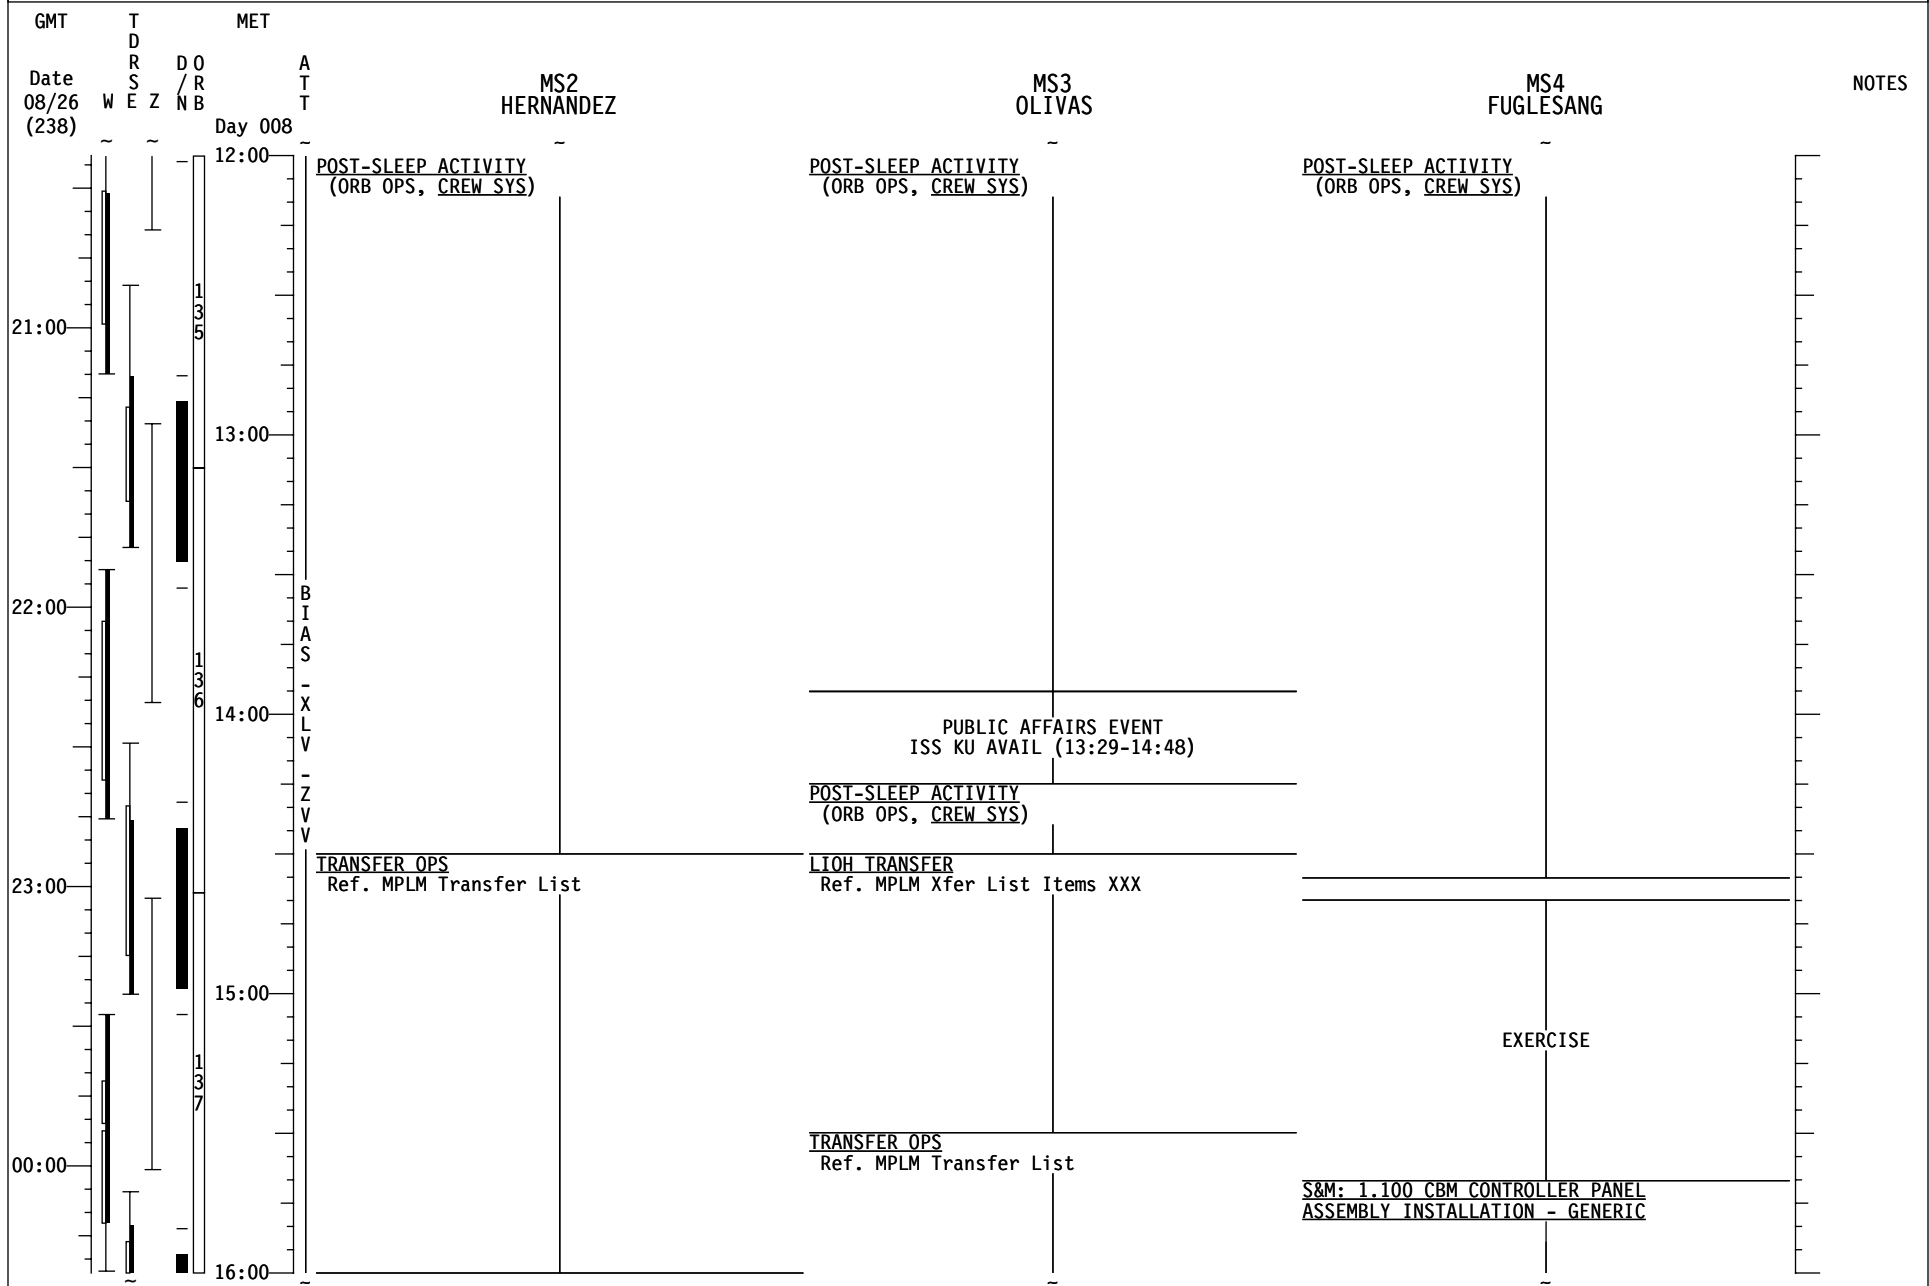 GMT
TDRS
MET
Date
08/26
(238)
W E Z
D/N
ORB
Day 008
ATT
MS2
HERNANDEZ
MS3
OLIVAS
MS4
FUGLESANG
NOTES
~ ~ ~ ~ ~ ~
12:00
POST-SLEEP ACTIVITY
(ORB OPS, CREW SYS)
POST-SLEEP ACTIVITY
(ORB OPS, CREW SYS)
POST-SLEEP ACTIVITY
(ORB OPS, CREW SYS)
135
21:00
13:00
22:00
BIAS -XLV -ZVV
136
14:00
PUBLIC AFFAIRS EVENT
ISS KU AVAIL (13:29-14:48)
POST-SLEEP ACTIVITY
(ORB OPS, CREW SYS)
TRANSFER OPS
Ref. MPLM Transfer List
LIOH TRANSFER
Ref. MPLM Xfer List Items XXX
23:00
15:00
EXERCISE
137
TRANSFER OPS
Ref. MPLM Transfer List
00:00
S&M: 1.100 CBM CONTROLLER PANEL
ASSEMBLY INSTALLATION - GENERIC
16:00
~ ~ ~ ~